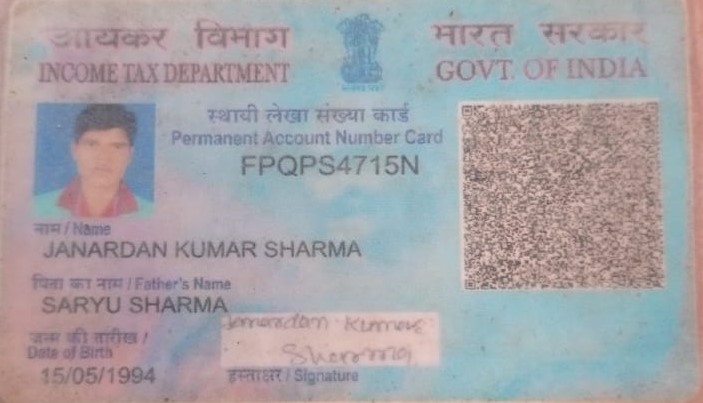 आयकर विभाग
INCOME TAX DEPARTMENT
भारत सरकार
GOVT. OF INDIA
स्थायी लेखा संख्या कार्ड
Permanent Account Number Card
FPQPS4715N
नाम / Name
JANARDAN KUMAR SHARMA
पिता का नाम / Father's Name
SARYU SHARMA
जन्म की तारीख /
Date of Birth
15/05/1994
Janardan Kumar
Sharma
हस्ताक्षर / Signature